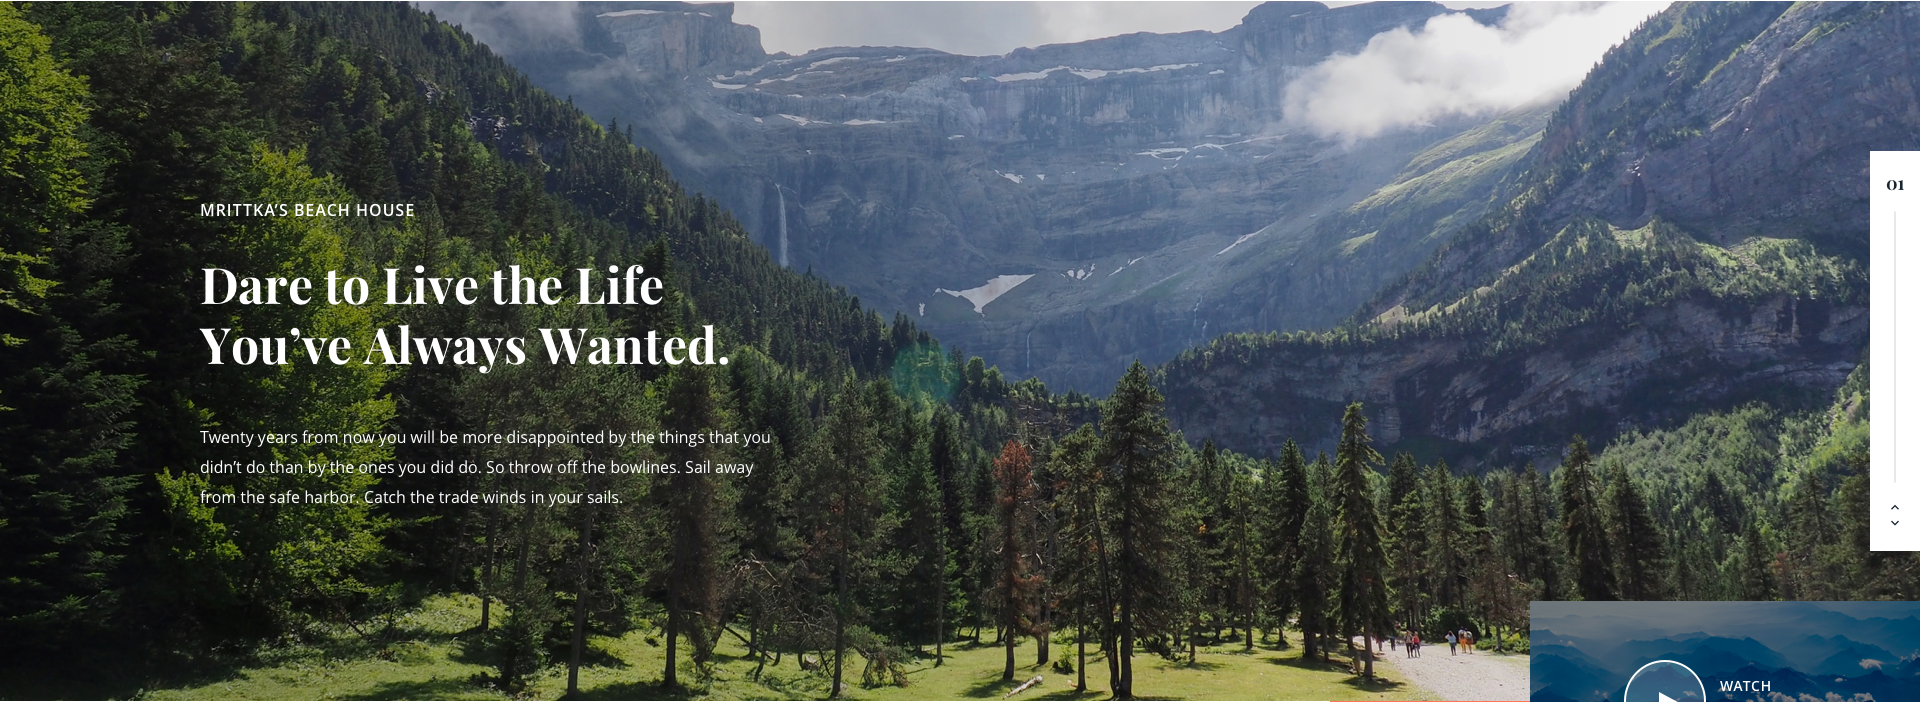 MRITTKA’S BEACH HOUSE
Dare to Live the Life
You’ve Always Wanted.
Twenty years from now you will be more disappointed by the things that you
didn’t do than by the ones you did do. So throw off the bowlines. Sail away
from the safe harbor. Catch the trade winds in your sails.
01
WATCH